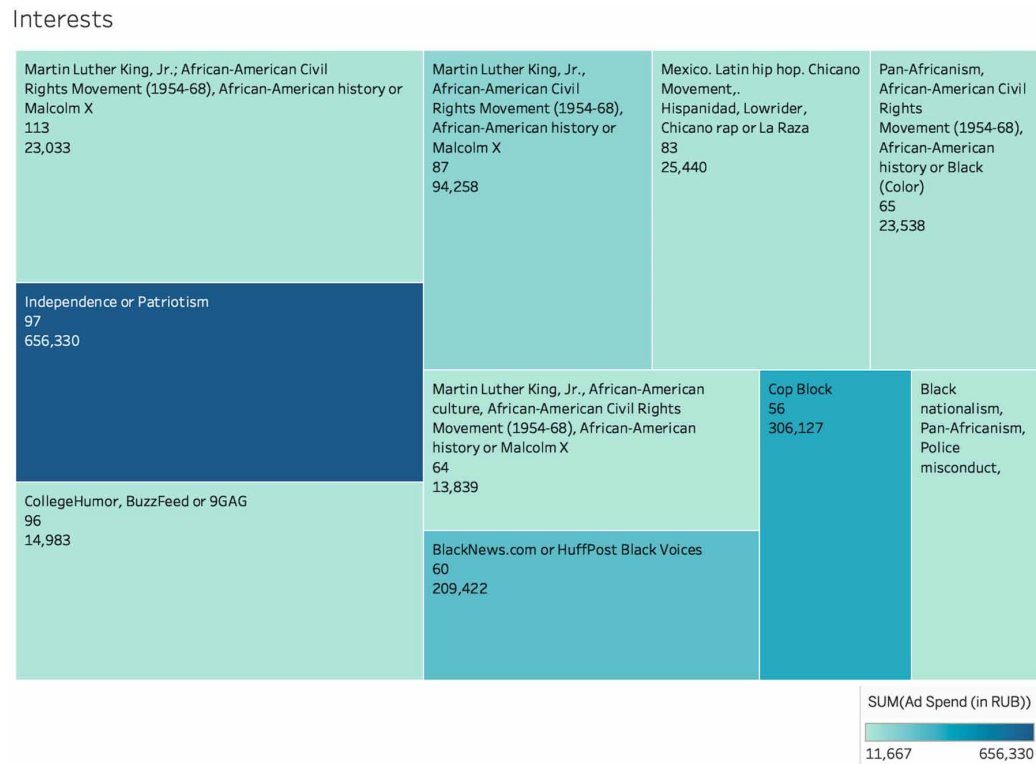 Interests
Martin Luther King, Jr.; African-American Civil
Rights Movement (1954-68), African-American history or
Malcolm X
113
23,033
Independence or Patriotism
97
656,330
CollegeHumor, BuzzFeed or 9GAG
96
14,983
Martin Luther King, Jr.,
African-American Civil
Rights Movement (1954-68),
African-American history or
Malcolm X
87
94,258
Mexico. Latin hip hop. Chicano
Movement,.
Hispanidad, Lowrider,
Chicano rap or La Raza
83
25,440
Pan-Africanism,
African-American Civil
Rights
Movement (1954-68),
African-American
history or Black
(Color)
65
23,538
Martin Luther King, Jr., African-American
culture, African-American Civil Rights
Movement (1954-68), African-American
history or Malcolm X
64
13,839
BlackNews.com or HuffPost Black Voices
60
209,422
Cop Block
56
306,127
Black
nationalism,
Pan-Africanism,
Police
misconduct,
SUM(Ad Spend (in RUB))
11,667 656,330